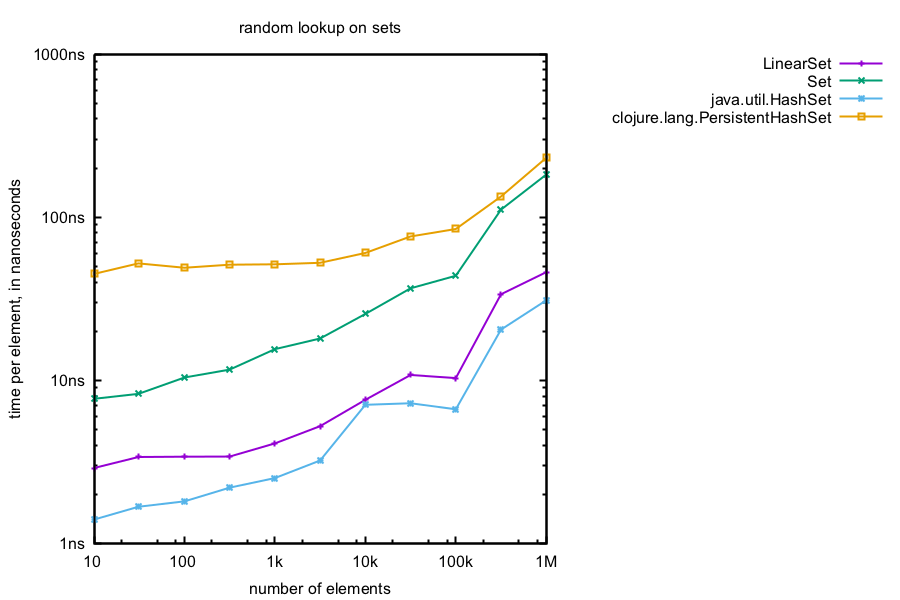 random lookup on sets
1000ns
100ns
10ns
1ns
time per element, in nanoseconds
10 100 1k 10k 100k 1M
number of elements
LinearSet
Set
java.util.HashSet
clojure.lang.PersistentHashSet